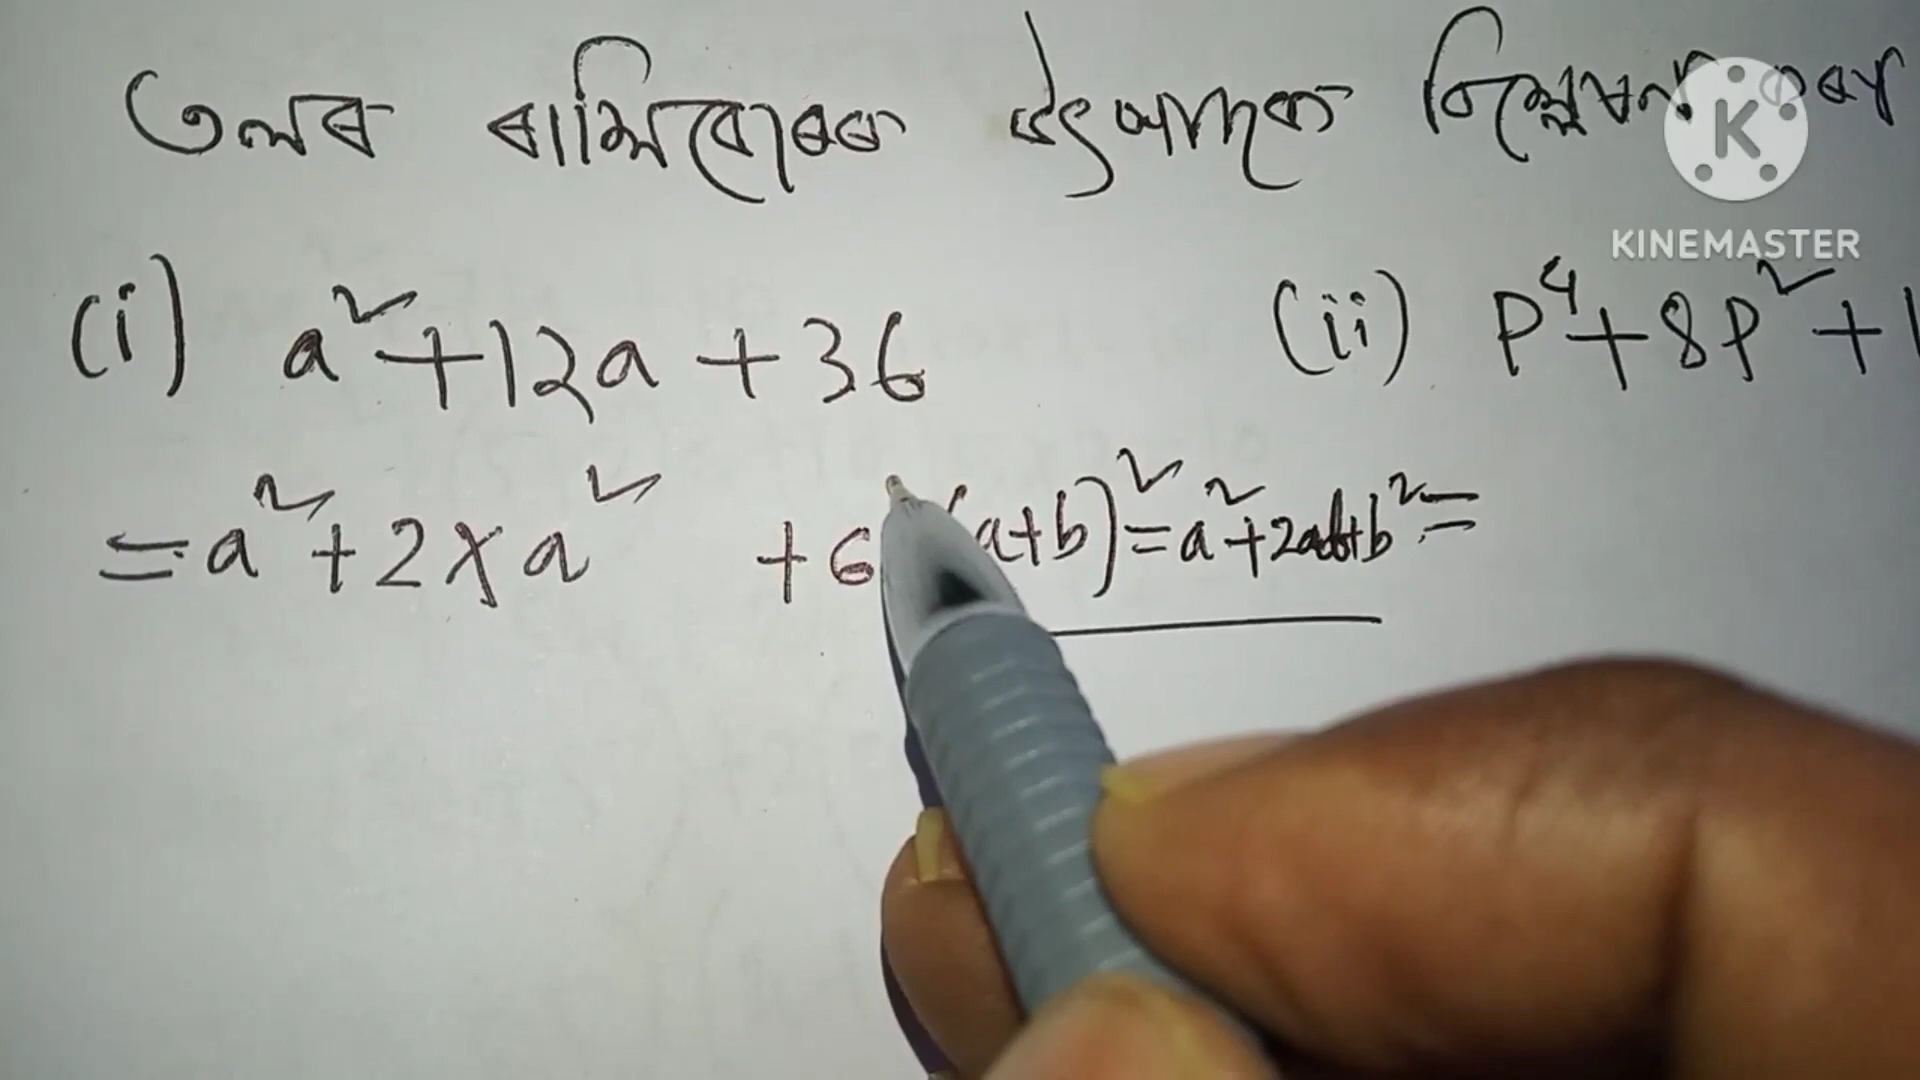 তলৰ ৰাশিবোৰক উৎপাদকত বিশ্লেষণ কৰা
KINEMASTER
(i) a²+12a+36 (ii) P⁴+8P²+1
=a²+2×a² +6 (a+b)²=a²+2ab+b²=